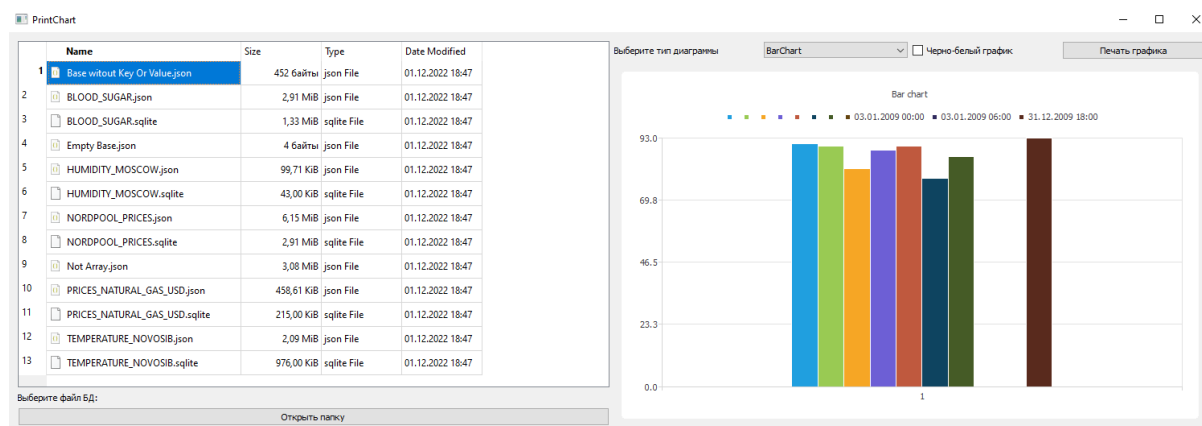 PrintChart
Name Size Type Date Modified
1 Base witout Key Or Value.json 452 байты json File 01.12.2022 18:47
2 BLOOD_SUGAR.json 2,91 MiB json File 01.12.2022 18:47
3 BLOOD_SUGAR.sqlite 1,33 MiB sqlite File 01.12.2022 18:47
4 Empty Base.json 4 байты json File 01.12.2022 18:47
5 HUMIDITY_MOSCOW.json 99,71 KiB json File 01.12.2022 18:47
6 HUMIDITY_MOSCOW.sqlite 43,00 KiB sqlite File 01.12.2022 18:47
7 NORDPOOL_PRICES.json 6,15 MiB json File 01.12.2022 18:47
8 NORDPOOL_PRICES.sqlite 2,91 MiB sqlite File 01.12.2022 18:47
9 Not Array.json 3,08 MiB json File 01.12.2022 18:47
10 PRICES_NATURAL_GAS_USD.json 458,61 KiB json File 01.12.2022 18:47
11 PRICES_NATURAL_GAS_USD.sqlite 215,00 KiB sqlite File 01.12.2022 18:47
12 TEMPERATURE_NOVOSIB.json 2,09 MiB json File 01.12.2022 18:47
13 TEMPERATURE_NOVOSIB.sqlite 976,00 KiB sqlite File 01.12.2022 18:47
Выберите файл БД:
Открыть папку
Выберите тип диаграммы BarChart Черно-белый график Печать графика
Bar chart
03.01.2009 00:00 03.01.2009 06:00 31.12.2009 18:00
93.0
69.8
46.5
23.3
0.0
1